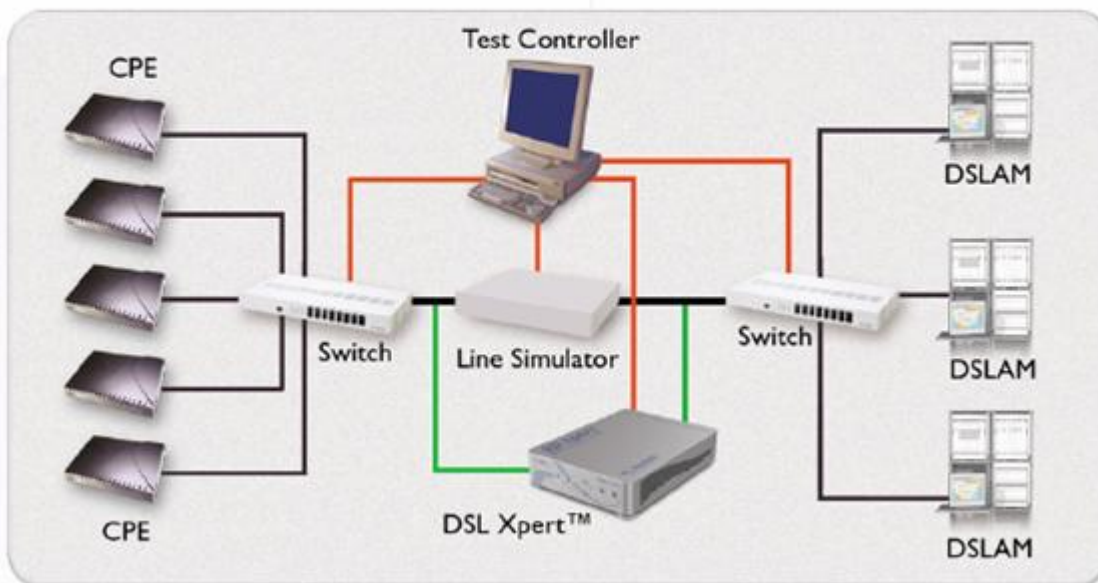 Test Controller
CPE
DSLAM
Switch
Line Simulator
Switch
DSLAM
CPE
DSL Xpert™
DSLAM